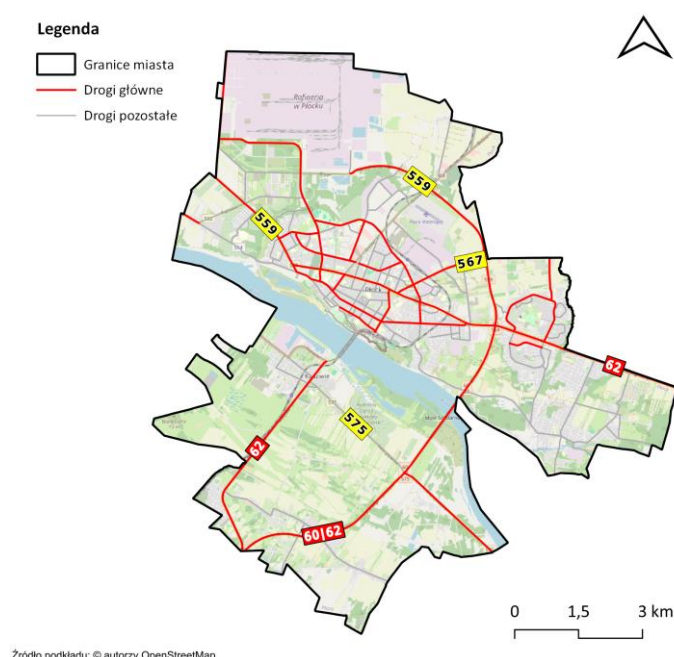 Legenda
Granice miasta
Drogi główne
Drogi pozostałe
Rafineria
w Płocku
559
559
567
Płock
62
575
62
60|62
0 1,5 3 km
Źródło podkładu: © autorzy OpenStreetMap